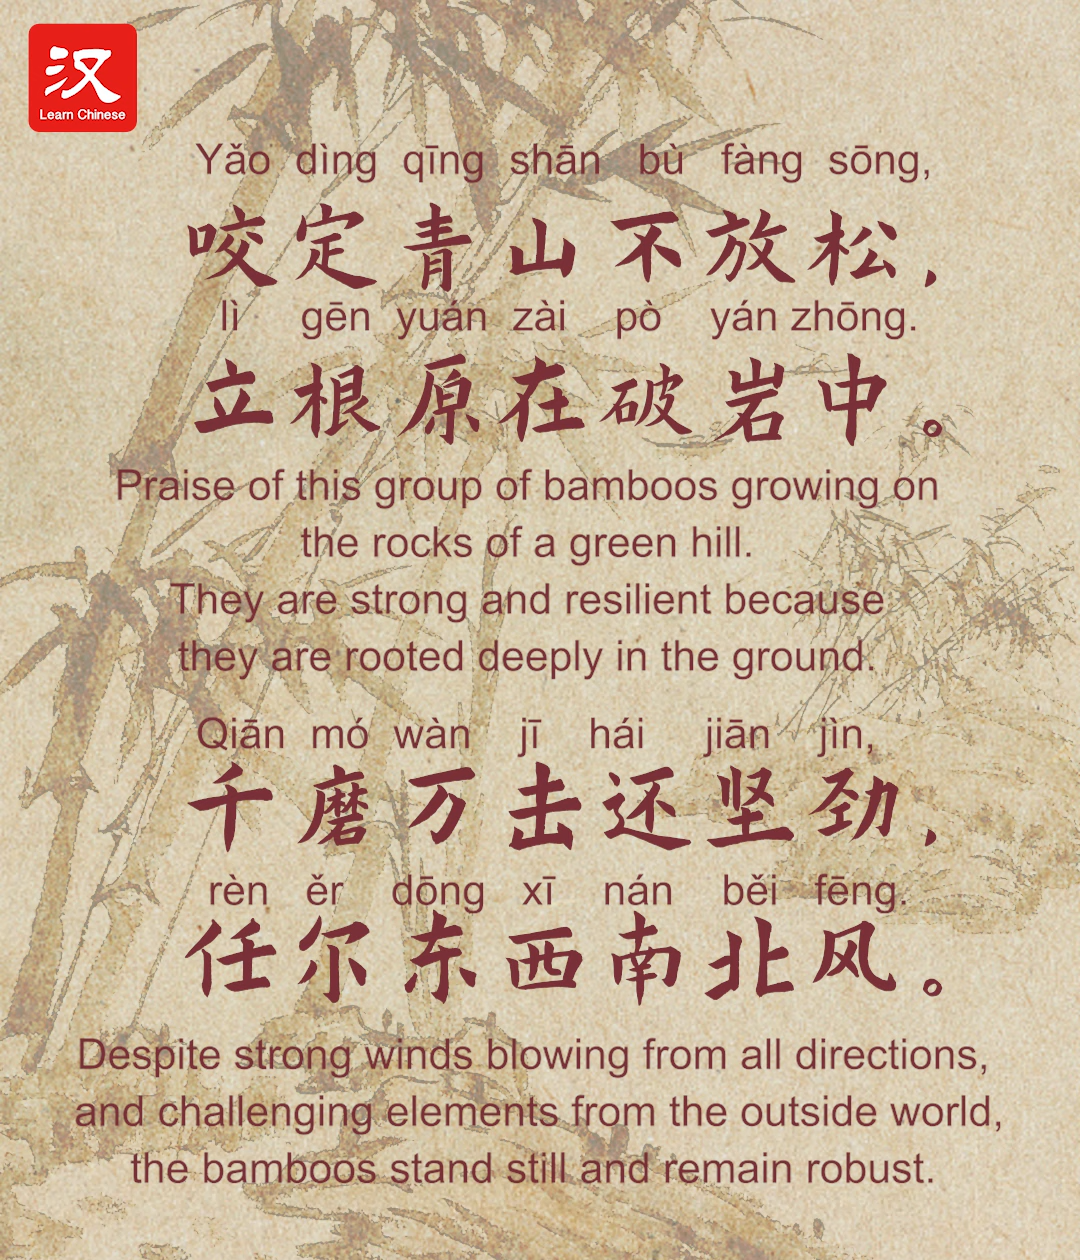 汉
Learn Chinese
Yǎo dìng qīng shān bù fàng sōng,
咬定青山不放松，
lì gēn yuán zài pò yán zhōng.
立根原在破岩中。
Praise of this group of bamboos growing on
the rocks of a green hill.
They are strong and resilient because
they are rooted deeply in the ground.
Qiān mó wàn jī hái jiān jìn,
千磨万击还坚劲，
rèn ěr dōng xī nán běi fēng.
任尔东西南北风。
Despite strong winds blowing from all directions,
and challenging elements from the outside world,
the bamboos stand still and remain robust.